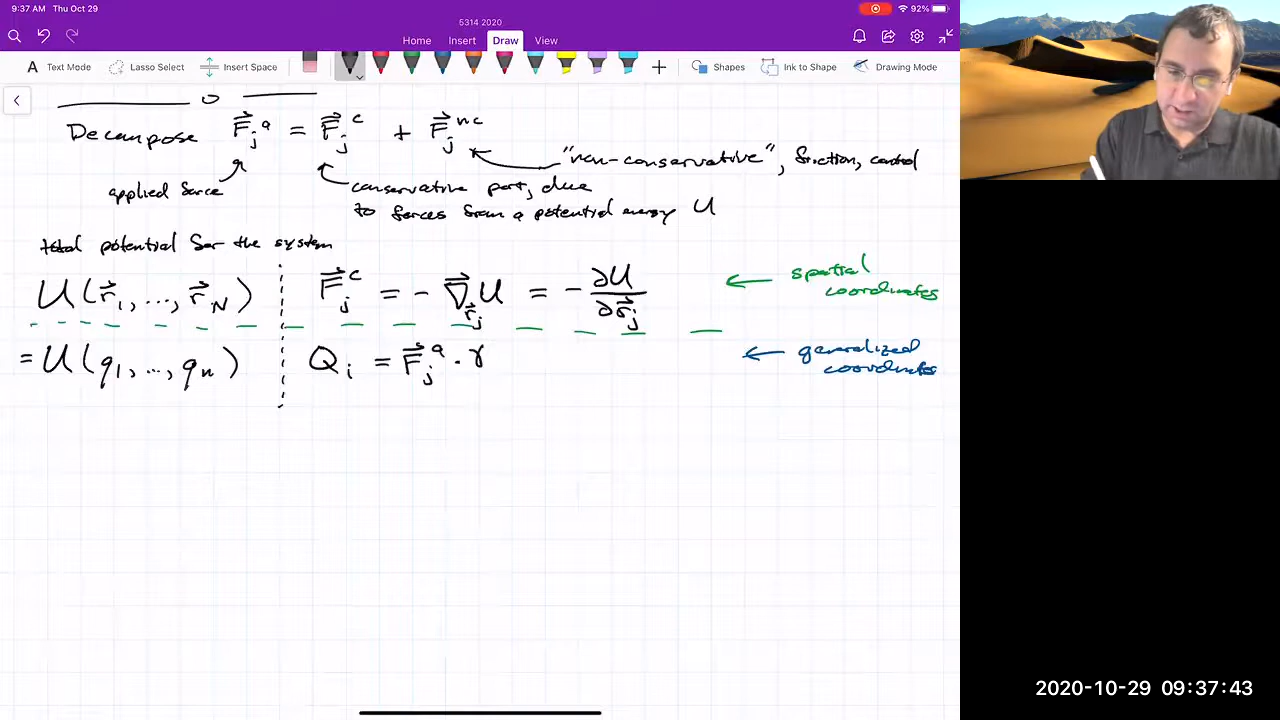 9:37 AM Thu Oct 29
92%
5314 2020
Home Insert Draw View
Text Mode Lasso Select Insert Space Shapes Ink to Shape Drawing Mode
Decompose F⃗ⱼᵃ = F⃗ⱼᶜ + F⃗ⱼⁿᶜ
"non-conservative", friction, control
applied force
conservative part, due
to forces from a potential energy U
total potential for the system
U(r⃗₁, ..., r⃗_N)
F⃗ⱼᶜ = - ∇⃗_r⃗ⱼ U = - ∂U/∂r⃗ⱼ
spatial
coordinates
= U(q₁, ..., qₙ)
Qᵢ = F⃗ⱼᵃ · γ
generalized
coordinates
2020-10-29 09:37:43